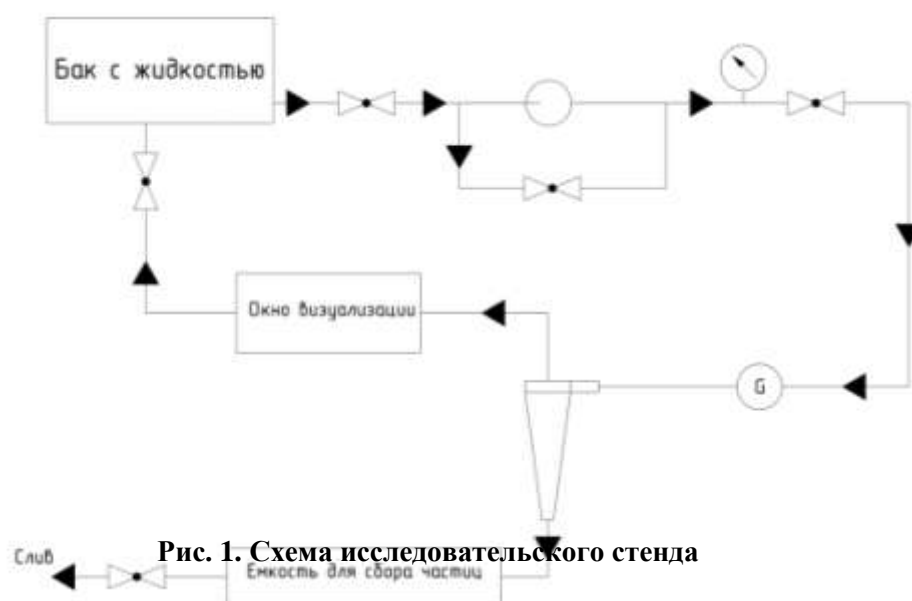 Бак с жидкостью
Окно визуализации
G
Слив
Рис. 1. Схема исследовательского стенда
Емкость для сбора частиц